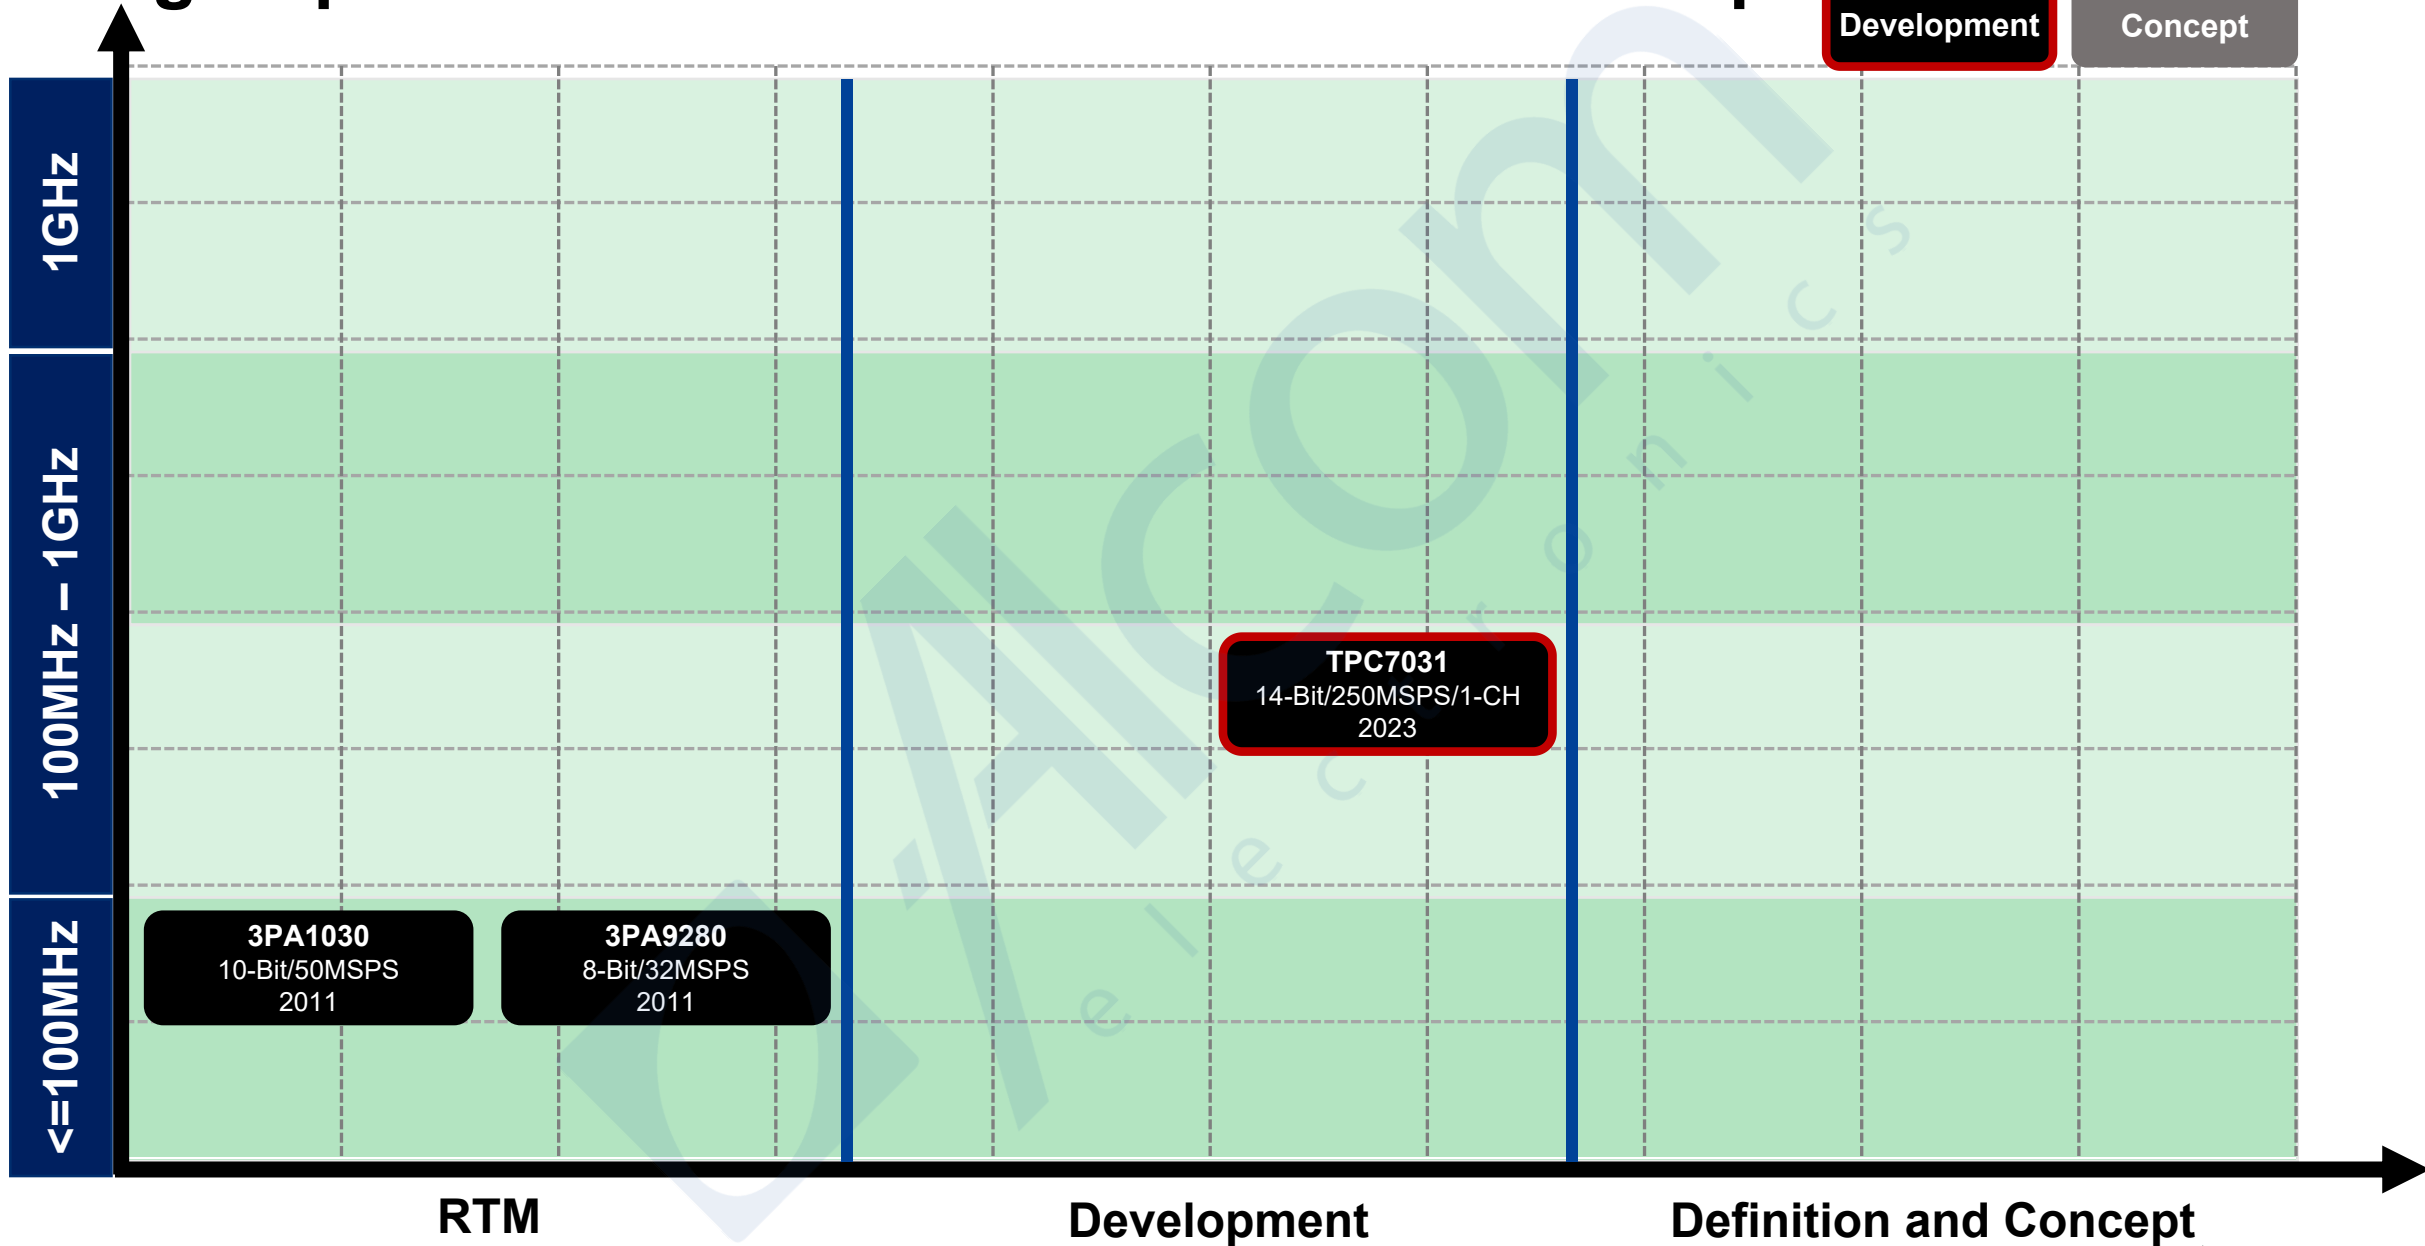 Development
Concept
1GHz
100MHz – 1GHz
<=100MHz
TPC7031
14-Bit/250MSPS/1-CH
2023
3PA1030
10-Bit/50MSPS
2011
3PA9280
8-Bit/32MSPS
2011
RTM
Development
Definition and Concept
electronics